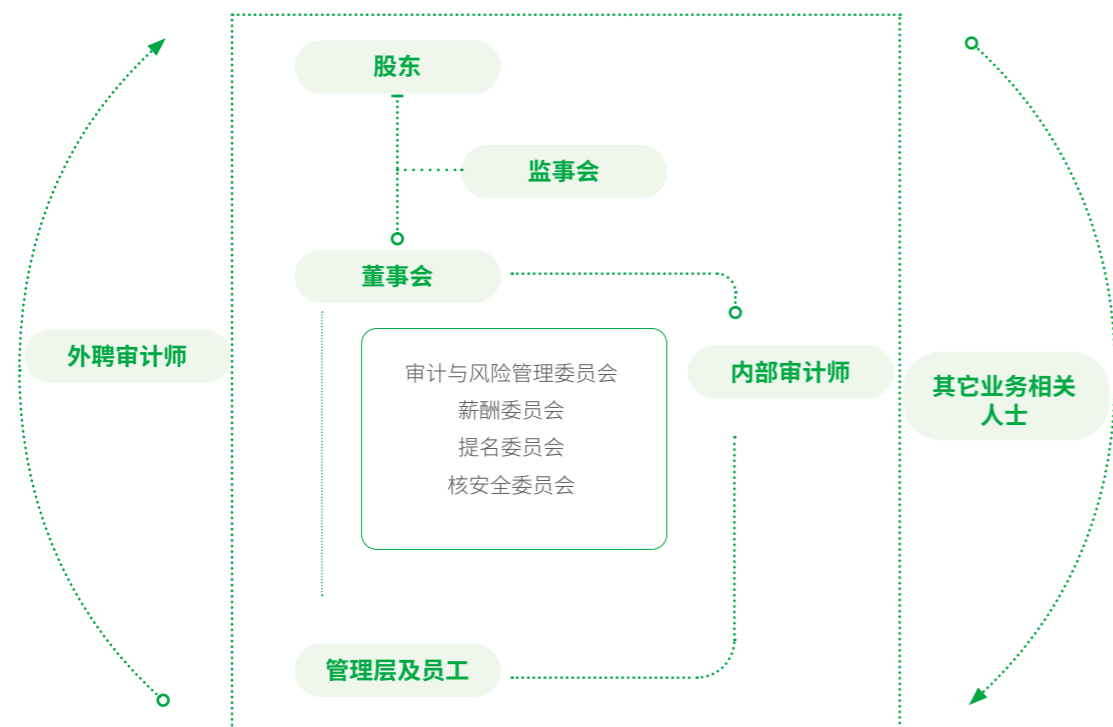 股东
监事会
董事会
外聘审计师
审计与风险管理委员会
薪酬委员会
提名委员会
核安全委员会
内部审计师
其它业务相关
人士
管理层及员工